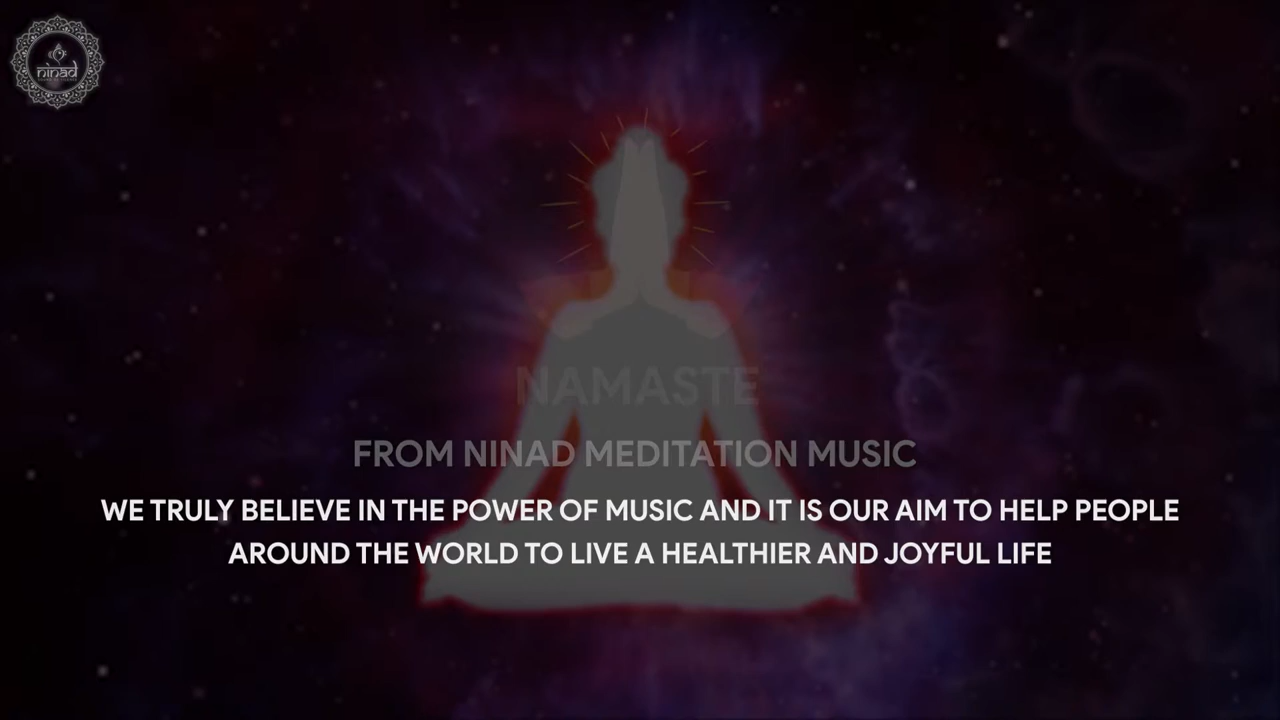 ninad
NAMASTE
FROM NINAD MEDITATION MUSIC
WE TRULY BELIEVE IN THE POWER OF MUSIC AND IT IS OUR AIM TO HELP PEOPLE
AROUND THE WORLD TO LIVE A HEALTHIER AND JOYFUL LIFE